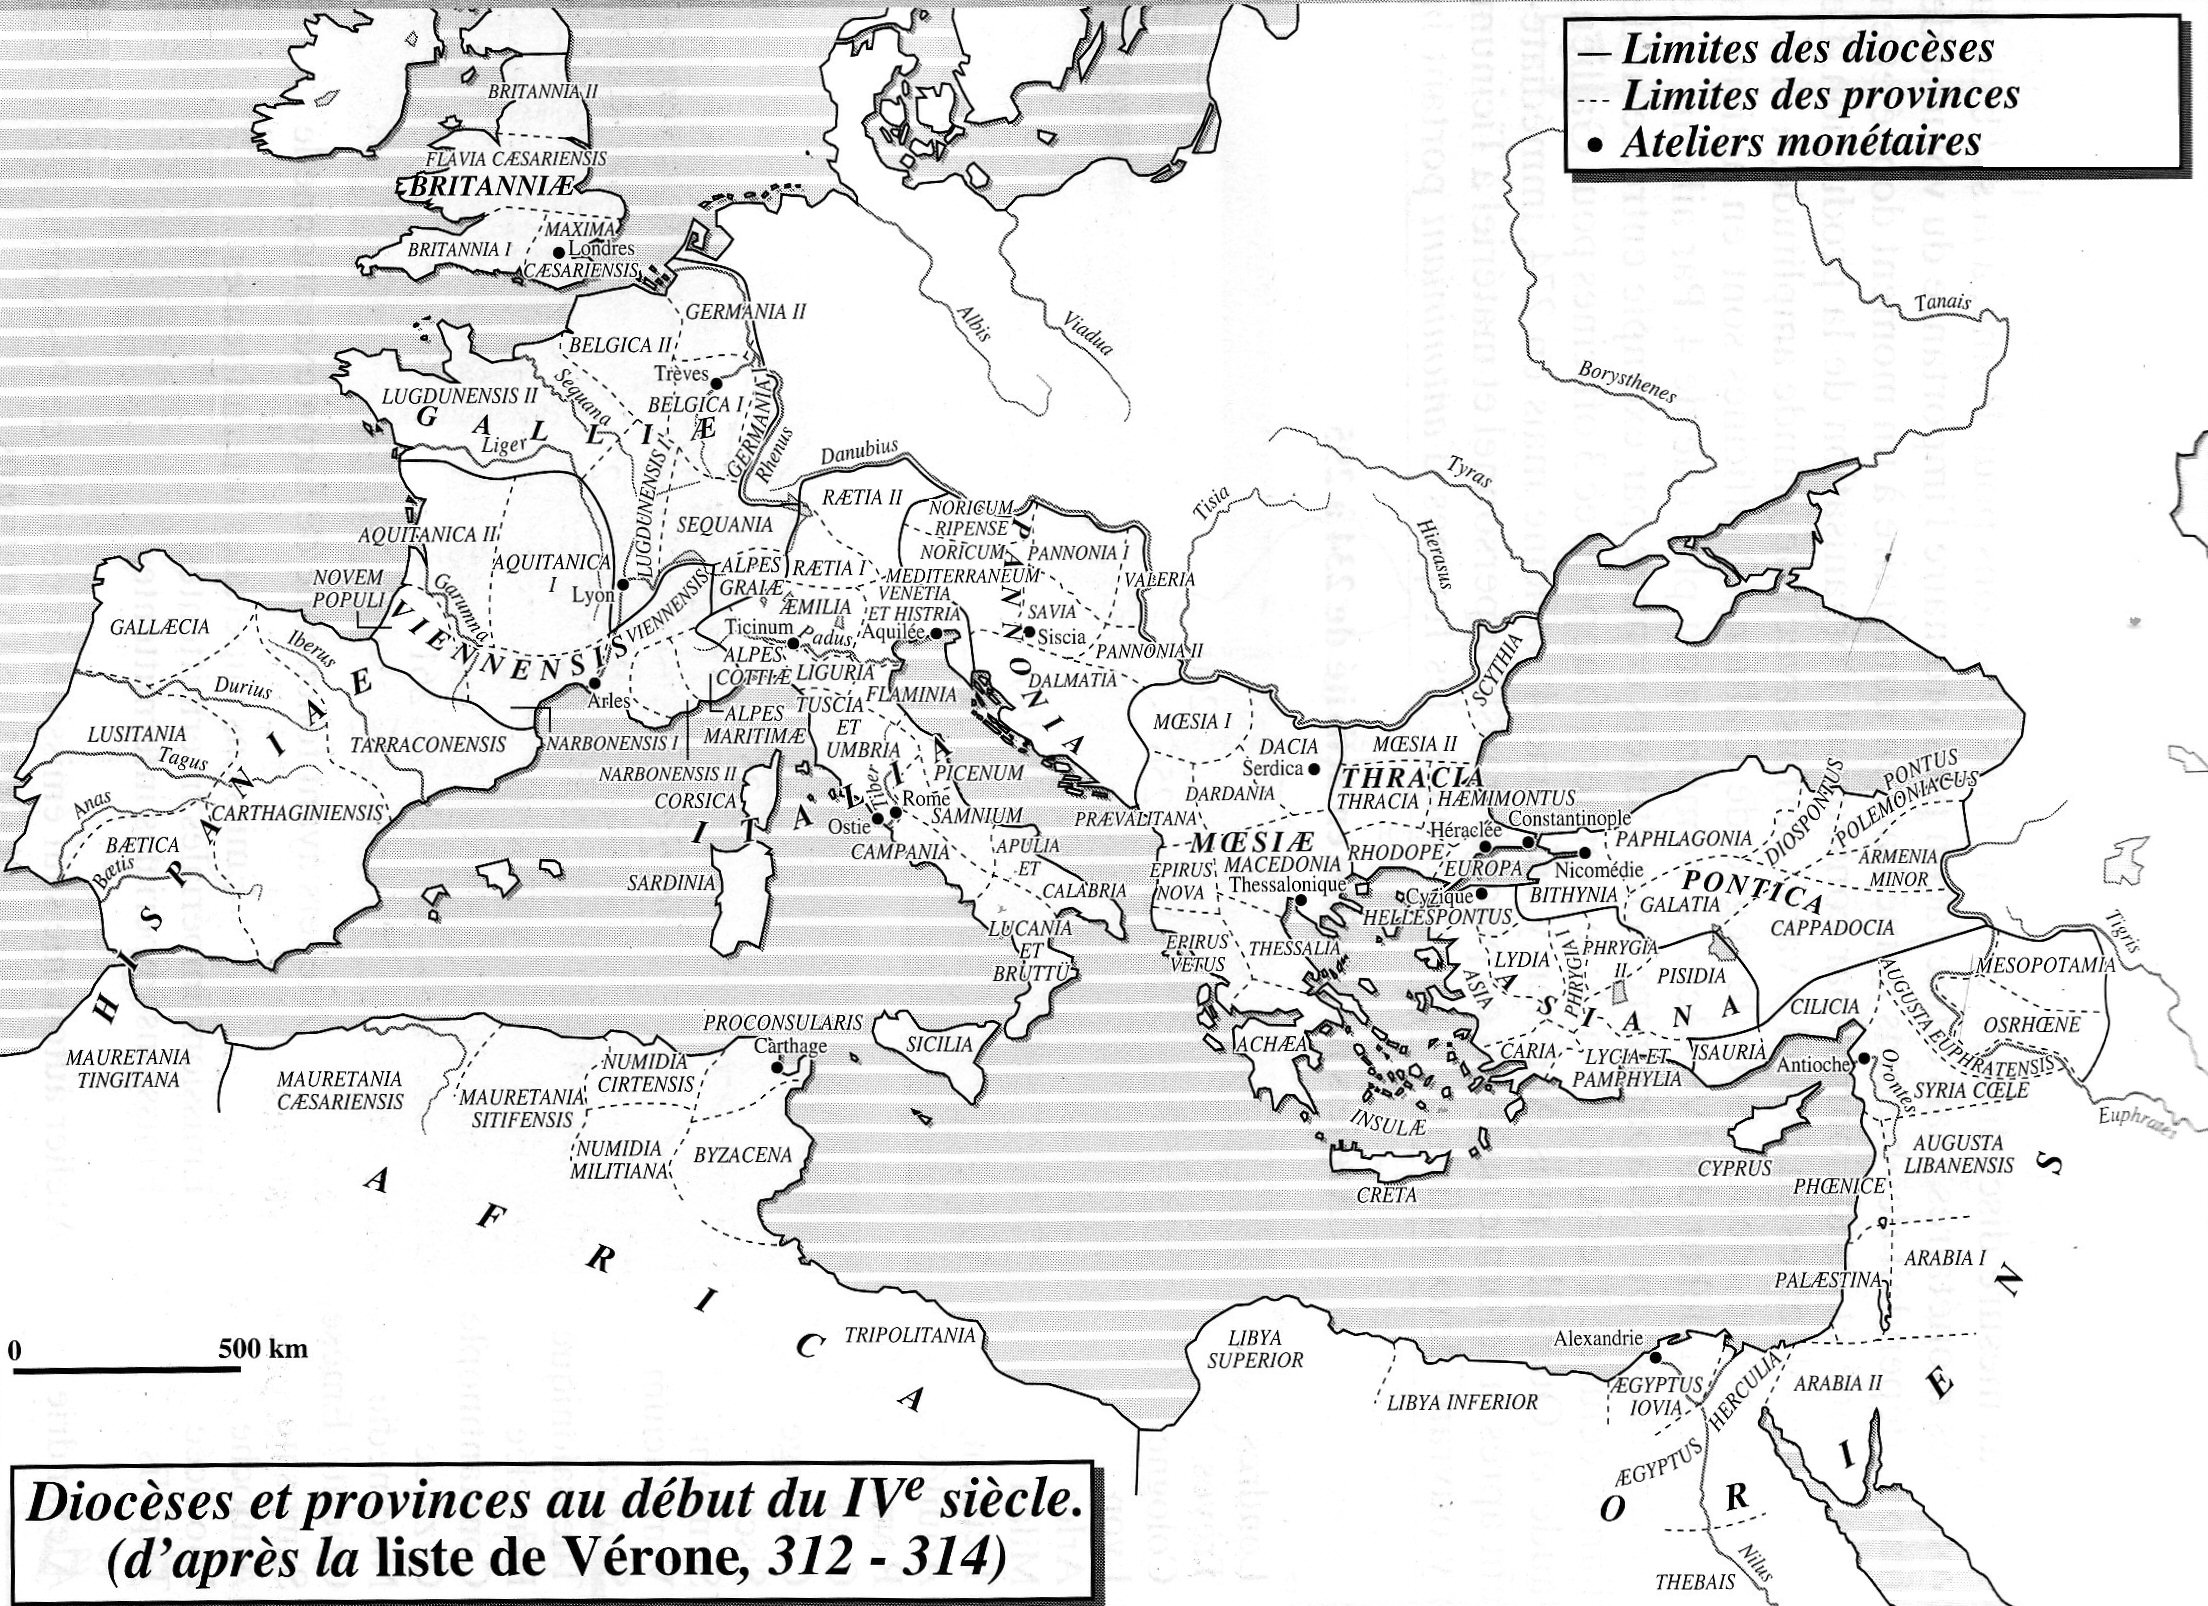 Limites des diocèses
Limites des provinces
Ateliers monétaires
BRITANNIA II
FLAVIA CÆSARIENSIS
BRITANNIÆ
MAXIMA
BRITANNIA I
Londres
CÆSARIENSIS
GERMANIA II
BELGICA II
Trèves
LUGDUNENSIS II
Sequana
BELGICA I
GALLIÆ
Liger
GERMANIA I
Rhenus
LUGDUNENSIS I
SEQUANIA
AQUITANICA II
AQUITANICA
I
Lyon
NOVEM
POPULI
Garumna
VIENNENSIS
VIENNENSIS
Arles
NARBONENSIS I
NARBONENSIS II
ALPES
GRAIÆ
ALPES
COTTIÆ
ALPES
MARITIMÆ
Albis
Viadua
Danubius
Tisia
Tyras
Hierasus
Borysthenes
Tanais
RÆTIA II
RÆTIA I
NORICUM
RIPENSE
NORICUM
MEDITERRANEUM
PANNONIA
PANNONIA I
VALERIA
SAVIA
Siscia
PANNONIA II
DALMATIA
VENETIA
ET HISTRIA
Aquilée
ÆMILIA
Ticinum
Padus
LIGURIA
FLAMINIA
TUSCIA
ET
UMBRIA
Tiber
PICENUM
Rome
Ostie
SAMNIUM
CAMPANIA
APULIA
ET
CALABRIA
LUCANIA
ET
BRUTTÜ
ITALIA
CORSICA
SARDINIA
SICILIA
GALLÆCIA
Iberus
Durius
LUSITANIA
Tagus
TARRACONENSIS
Anas
CARTHAGINIENSIS
BÆTICA
Bætis
HISPANIAE
MAURETANIA
TINGITANA
MAURETANIA
CÆSARIENSIS
MAURETANIA
SITIFENSIS
NUMIDIA
CIRTENSIS
NUMIDIA
MILITIANA
PROCONSULARIS
Carthage
BYZACENA
TRIPOLITANIA
AFRICA
SCYTHIA
MŒSIA I
DACIA
Serdica
DARDANIA
PRÆVALITANA
MŒSIÆ
MACEDONIA
EPIRUS
NOVA
Thessalonique
EPIRUS
VETUS
THESSALIA
ACHÆA
INSULÆ
CRETA
MŒSIA II
THRACIA
THRACIA
HÆMIMONTUS
RHODOPE
Héraclée
Constantinople
EUROPA
Nicomédie
Cyzique
BITHYNIA
HELLESPONTUS
PAPHLAGONIA
DIOSPONTUS
PONTUS
POLEMONIACUS
ARMENIA
MINOR
PONTICA
GALATIA
CAPPADOCIA
LYDIA
PHRYGIA I
PHRYGIA
II
PISIDIA
ASIA
ASIANA
CARIA
LYCIA ET
PAMPHYLIA
ISAURIA
CILICIA
AUGUSTA EUPHRATENSIS
MESOPOTAMIA
OSRHŒNE
Tigris
Euphrates
Antioche
Orontes
SYRIA CŒLE
AUGUSTA
LIBANENSIS
PHŒNICE
CYPRUS
ARABIA I
PALÆSTINA
ARABIA II
Alexandrie
LIBYA
SUPERIOR
LIBYA INFERIOR
ÆGYPTUS
IOVIA
HERCULIA
ÆGYPTUS
THEBAIS
Nilus
ORIENS
0 500 km
Diocèses et provinces au début du IVe siècle.
(d'après la liste de Vérone, 312 - 314)